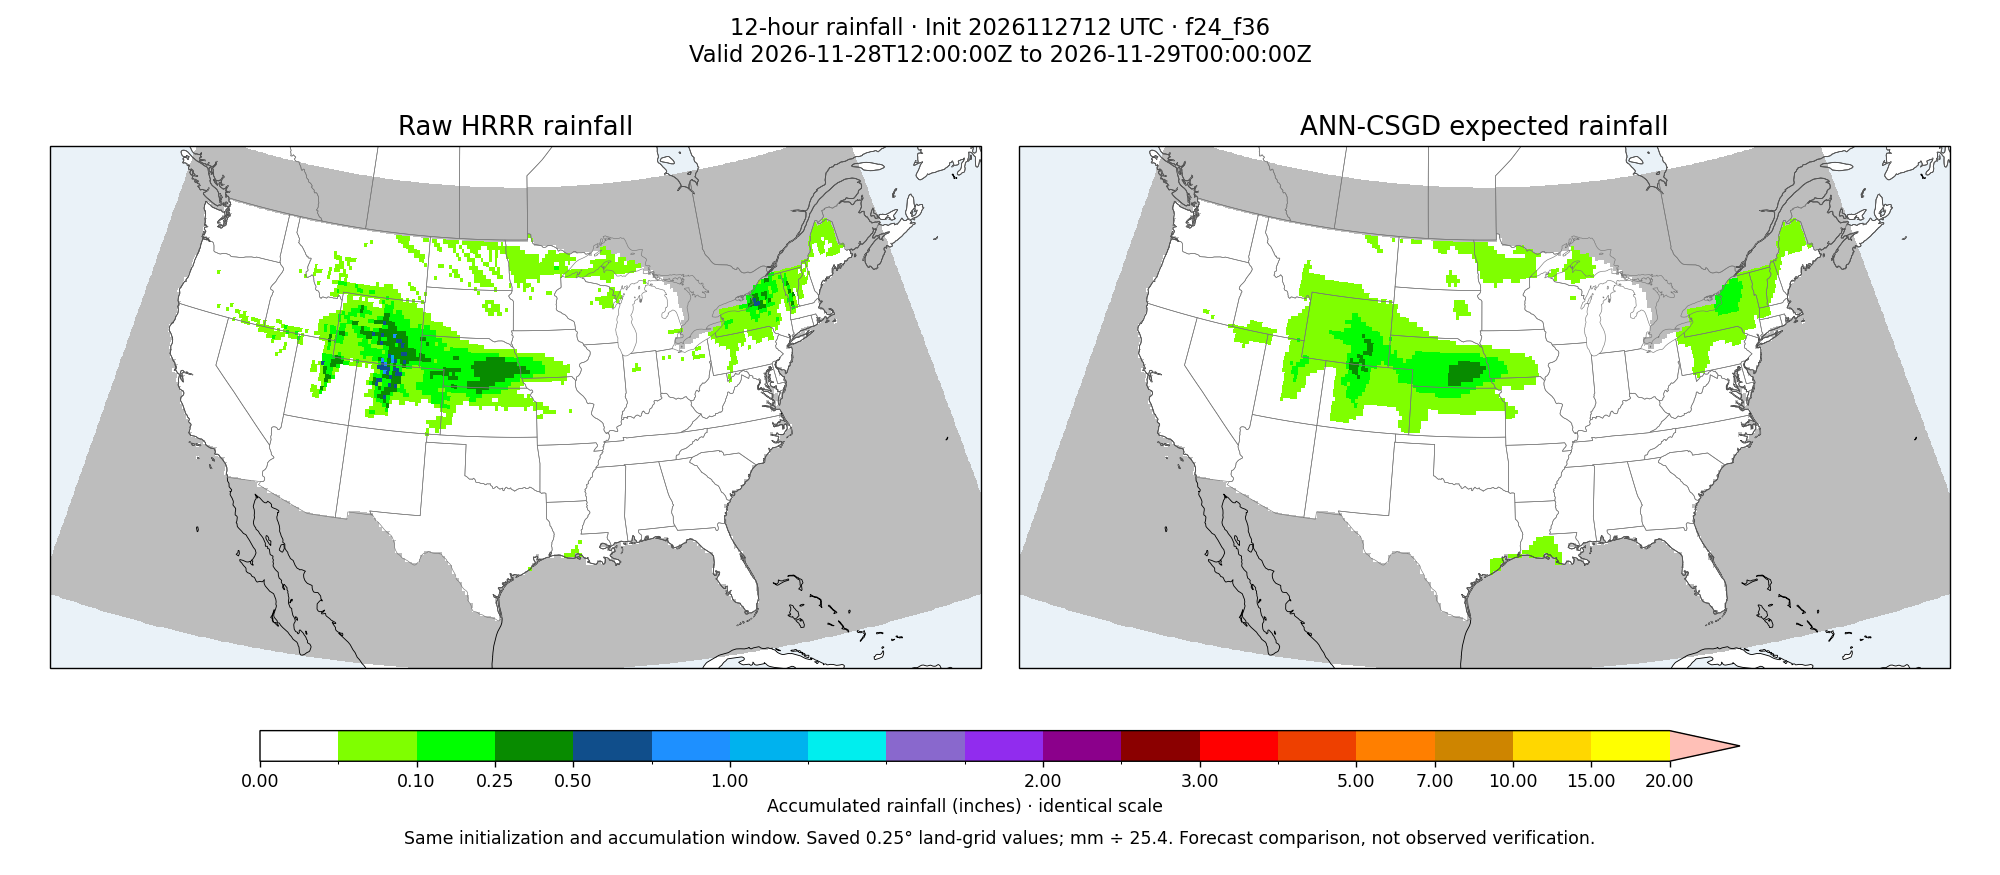 12-hour rainfall · Init 2026112712 UTC · f24_f36
Valid 2026-11-28T12:00:00Z to 2026-11-29T00:00:00Z
Raw HRRR rainfall
ANN-CSGD expected rainfall
0.00 0.10 0.25 0.50 1.00 2.00 3.00 5.00 7.00 10.00 15.00 20.00
Accumulated rainfall (inches) · identical scale
Same initialization and accumulation window. Saved 0.25° land-grid values; mm ÷ 25.4. Forecast comparison, not observed verification.